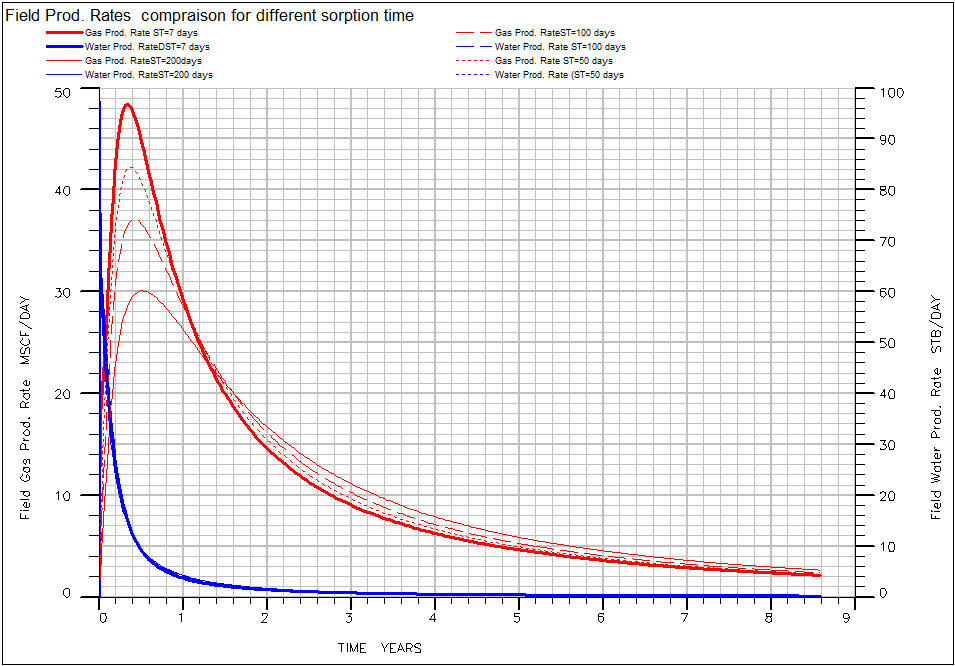 Field Prod. Rates  compraison for different sorption time
Gas Prod. Rate ST=7 days
Water Prod. RateDST=7 days
Gas Prod. RateST=200days
Water Prod. RateST=200 days
Gas Prod. RateST=100 days
Water Prod. RateST=100 days
Gas Prod. Rate ST=50 days
Water Prod. Rate (ST=50 days
50
40
30
20
10
0
Field Gas Prod. Rate  MSCF/DAY
100
90
80
70
60
50
40
30
20
10
0
Field Water Prod. Rate  STB/DAY
0 1 2 3 4 5 6 7 8 9
TIME  YEARS